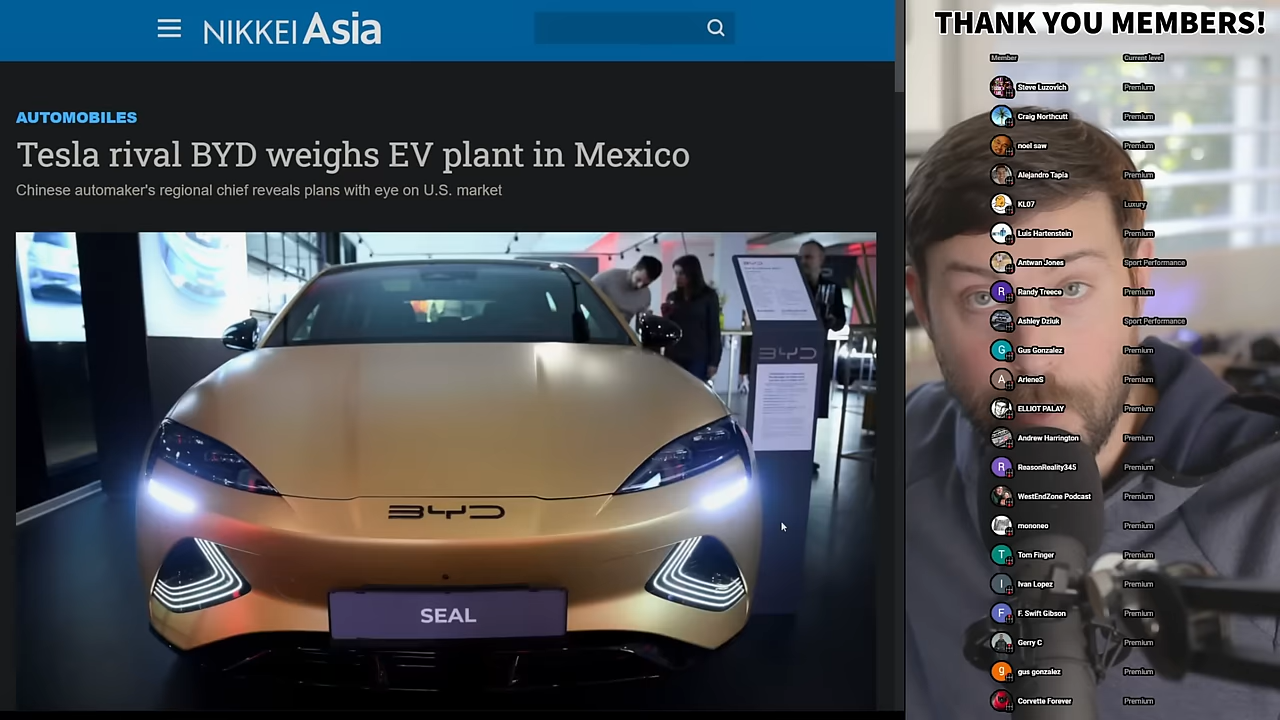 NIKKEI Asia
AUTOMOBILES
Tesla rival BYD weighs EV plant in Mexico
Chinese automaker's regional chief reveals plans with eye on U.S. market
BYD
BYD
SEAL
THANK YOU MEMBERS!
Member Current level
Steve Luzovich Premium
Craig Northcutt Premium
noel saw Premium
Alejandro Tapia Premium
KL07 Luxury
Luis Hartenstein Premium
Antwan Jones Sport Performance
R Randy Treece Premium
Ashley Dziuk Sport Performance
G Gus Gonzalez Premium
A ArleneS Premium
ELLIOT PALAY Premium
Andrew Harrington Premium
R ReasonReality345 Premium
WestEndZone Podcast Premium
mononeo Premium
T Tom Finger Premium
I Ivan Lopez Premium
F F. Swift Gibson Premium
Gerry C Premium
g gus gonzalez Premium
Corvette Forever Premium